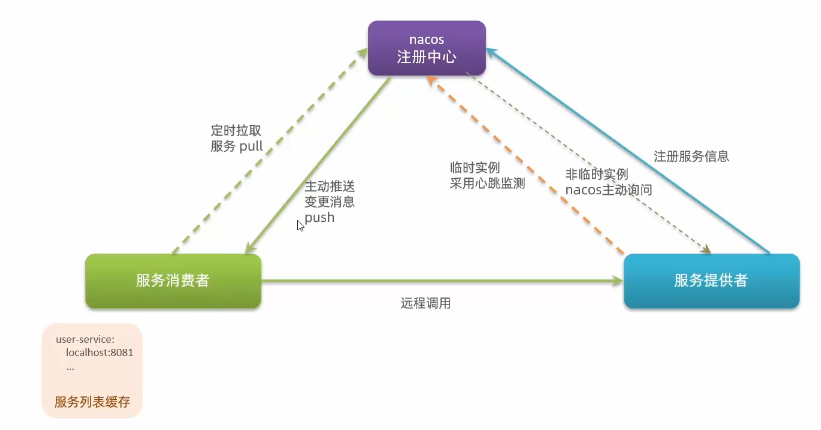 nacos
注册中心
定时拉取
服务 pull
主动推送
变更消息
push
临时实例
采用心跳监测
非临时实例
nacos主动询问
注册服务信息
服务消费者
服务提供者
远程调用
user-service:
localhost:8081
...
服务列表缓存